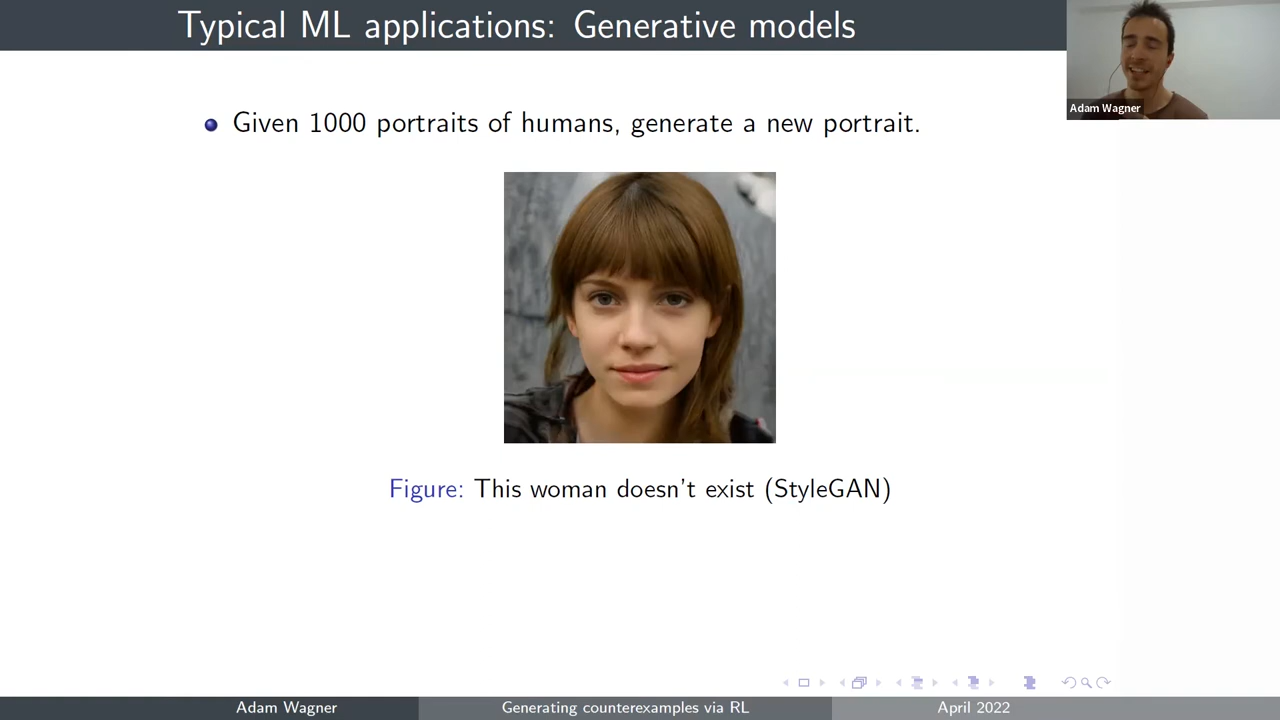 Typical ML applications: Generative models
Adam Wagner
Given 1000 portraits of humans, generate a new portrait.
Figure: This woman doesn't exist (StyleGAN)
Adam Wagner
Generating counterexamples via RL
April 2022